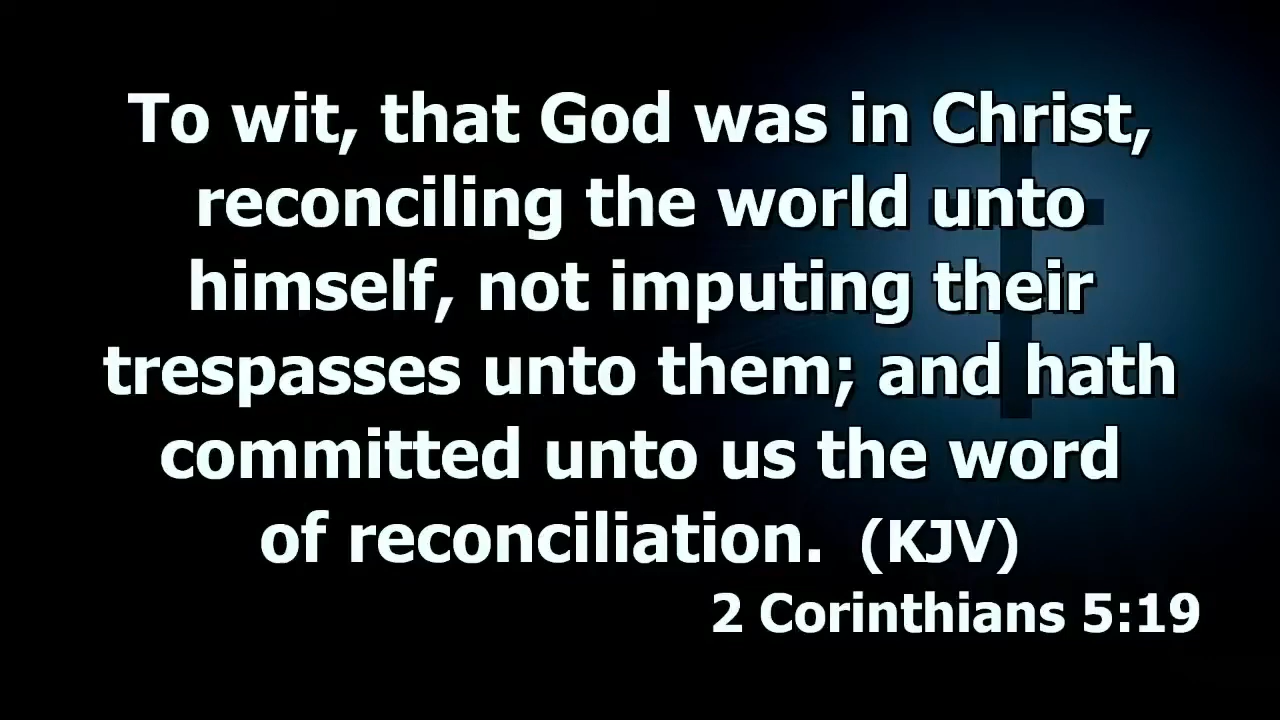 To wit, that God was in Christ,
reconciling the world unto
himself, not imputing their
trespasses unto them; and hath
committed unto us the word
of reconciliation. (KJV)
2 Corinthians 5:19